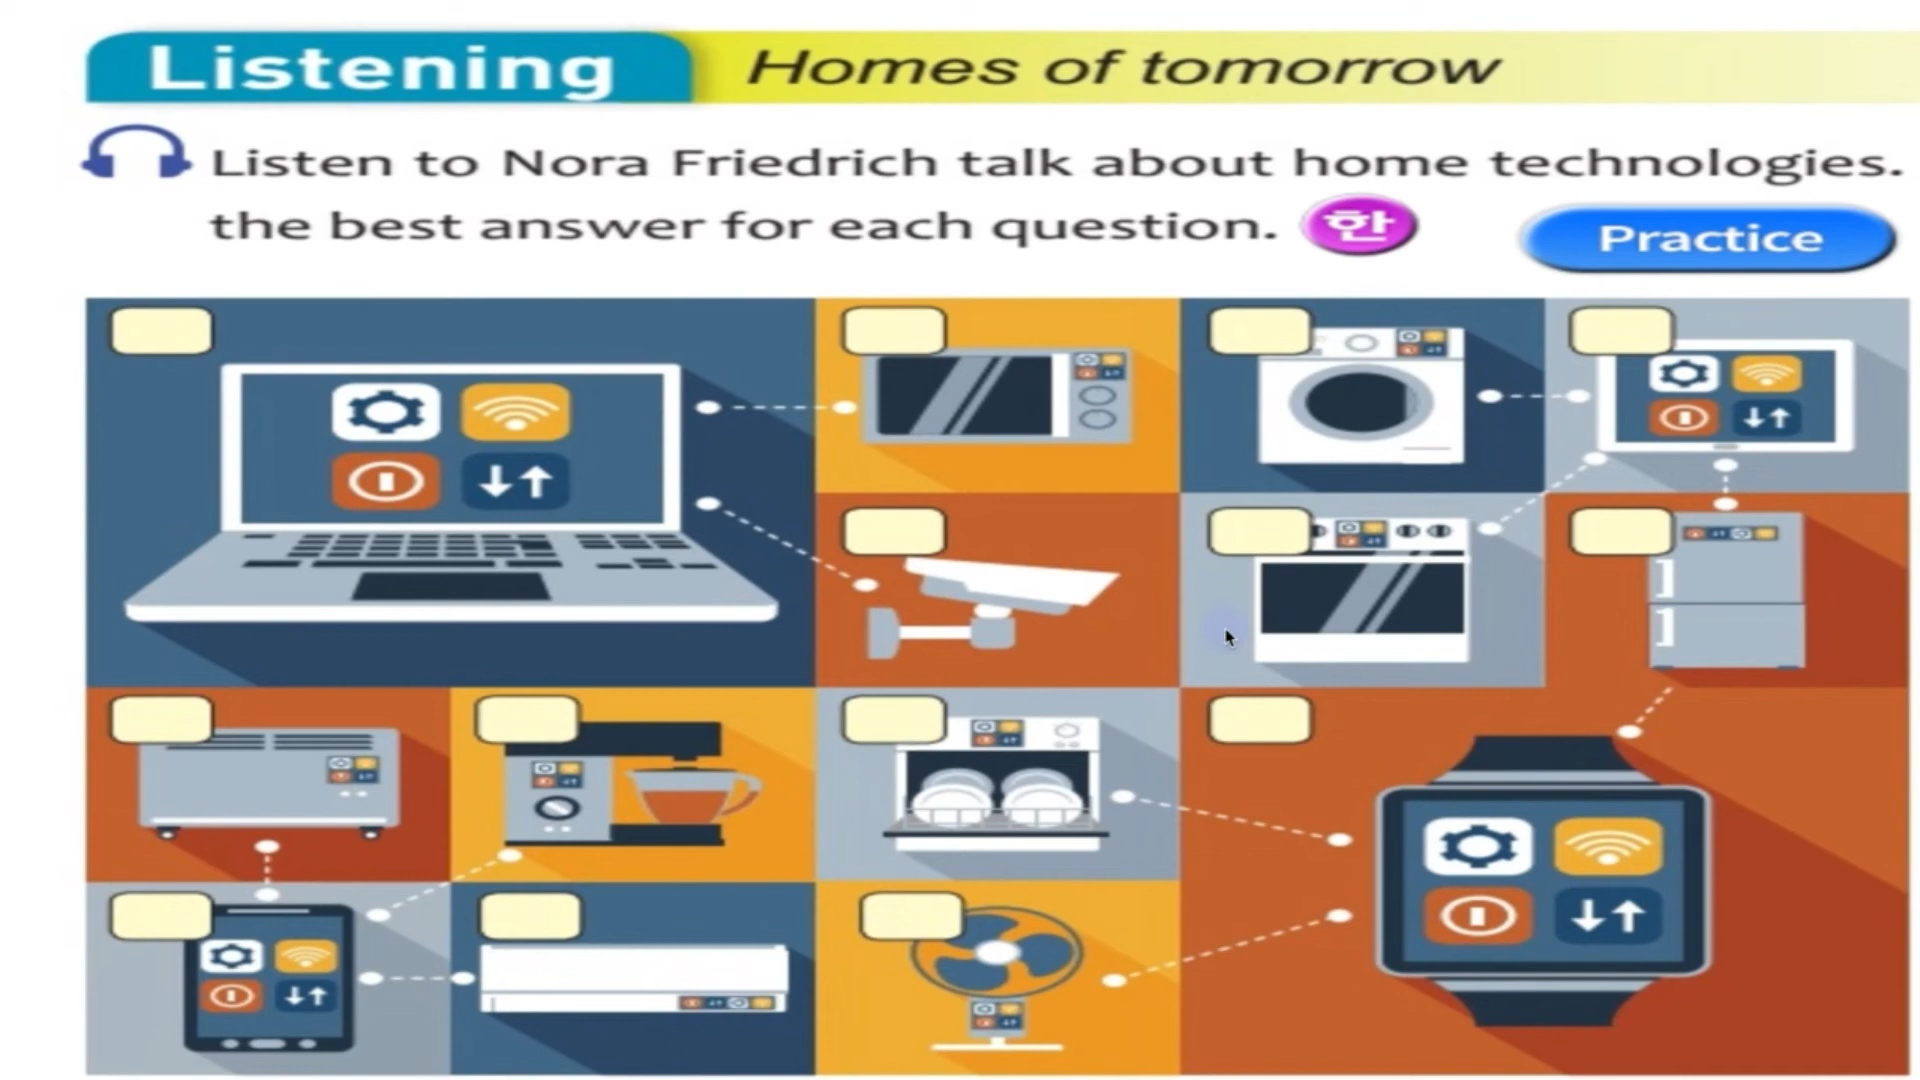 Listening Homes of tomorrow
Listen to Nora Friedrich talk about home technologies.
the best answer for each question. 한 Practice